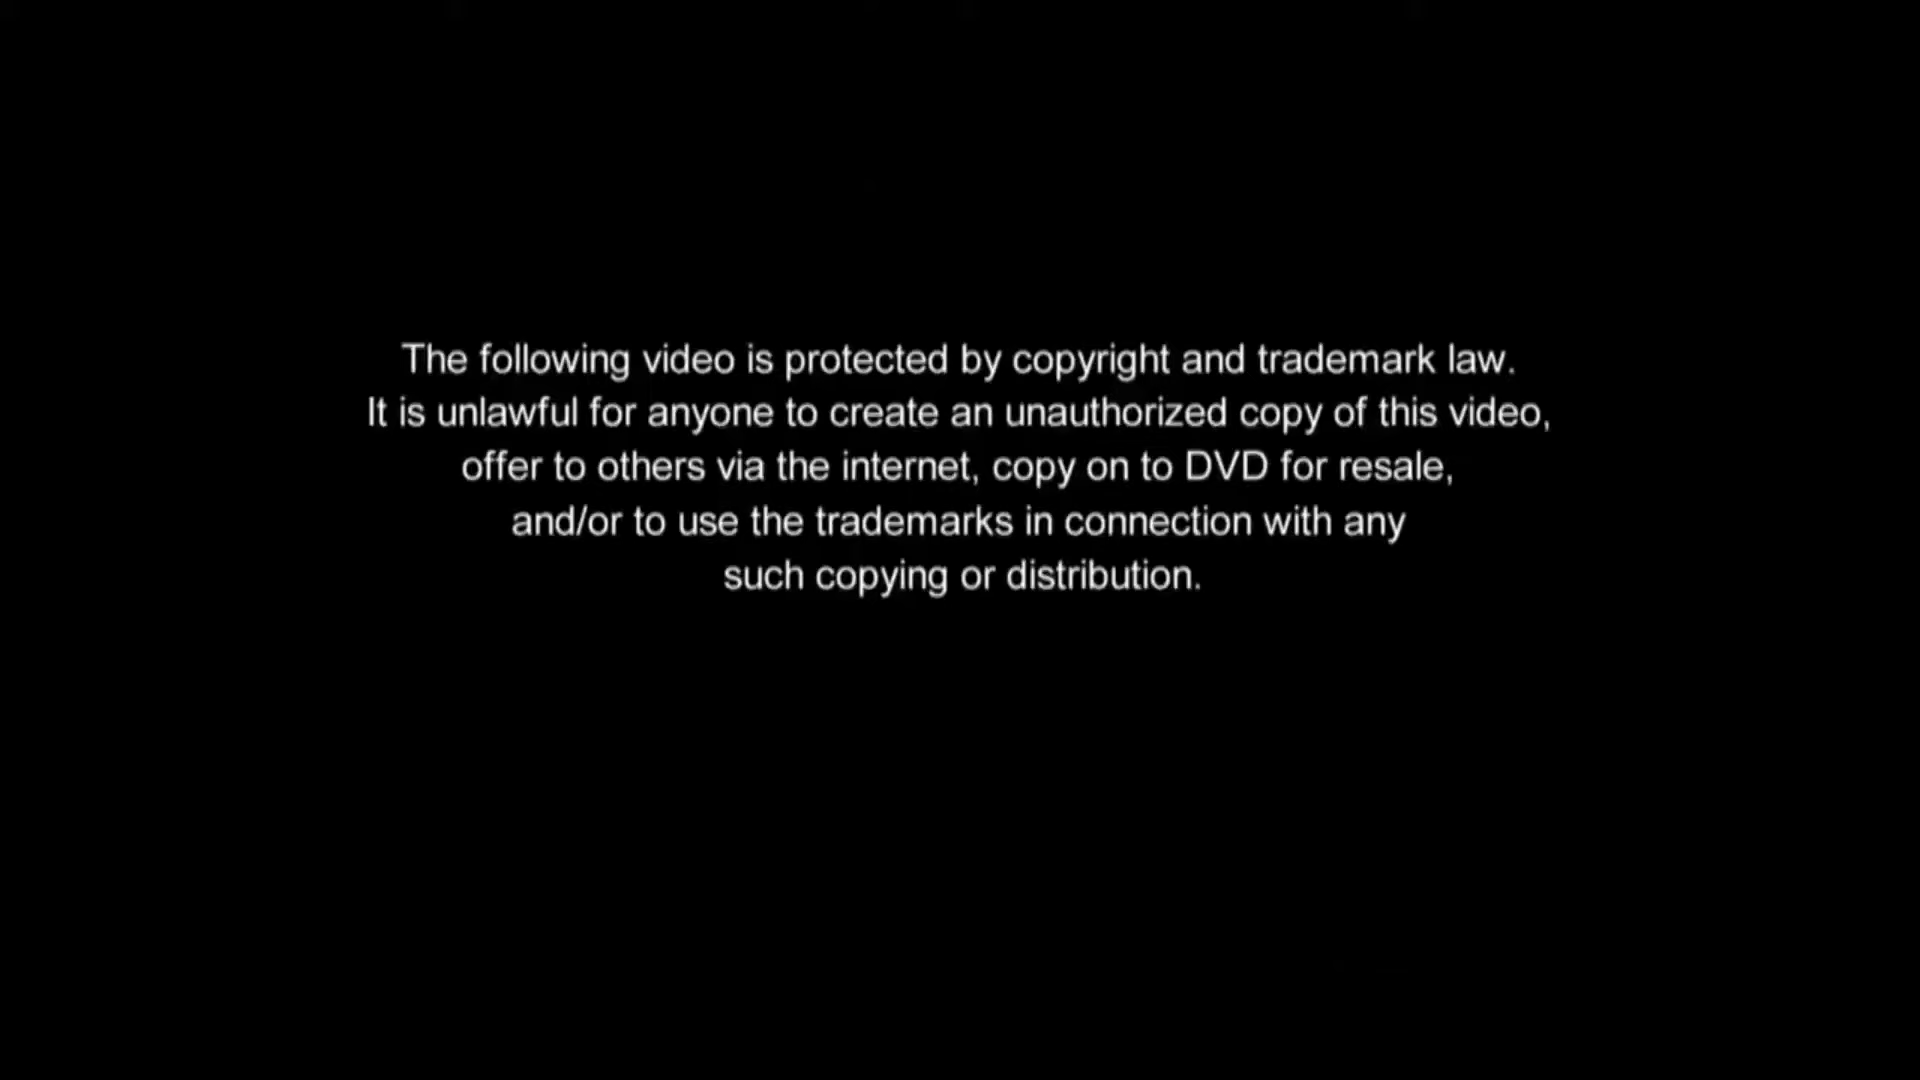 The following video is protected by copyright and trademark law.
It is unlawful for anyone to create an unauthorized copy of this video,
offer to others via the internet, copy on to DVD for resale,
and/or to use the trademarks in connection with any
such copying or distribution.